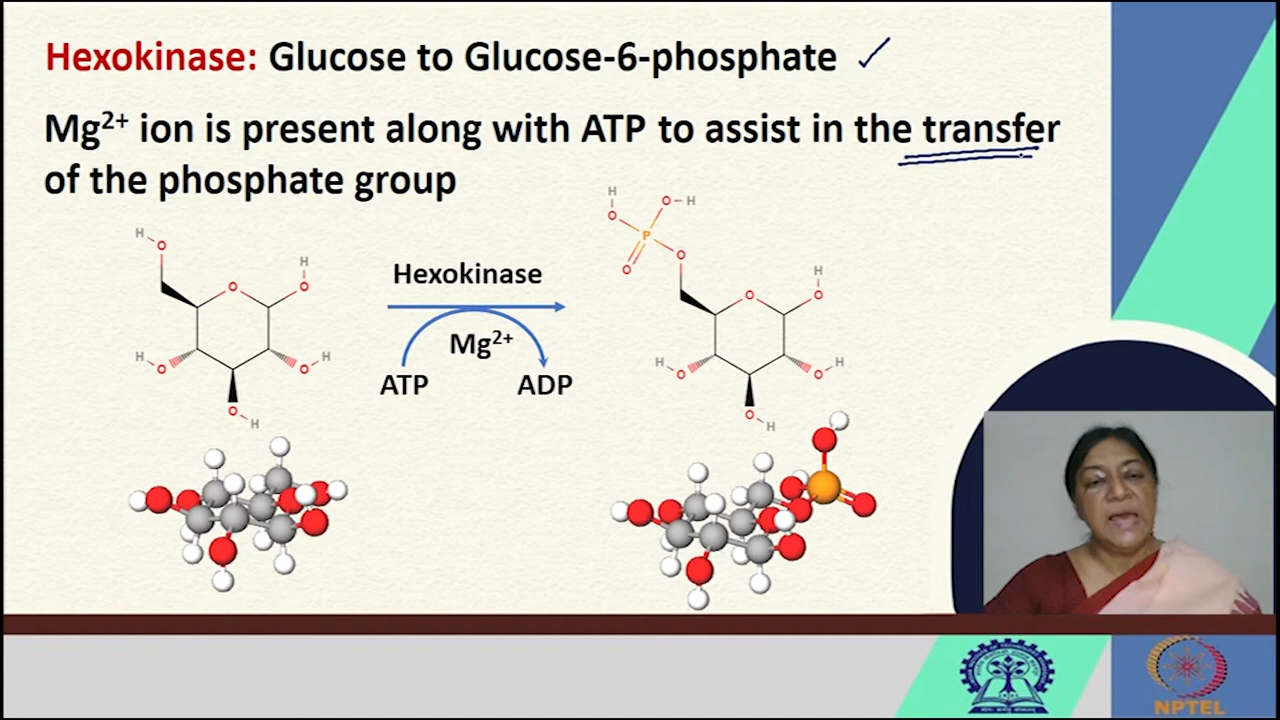 Hexokinase: Glucose to Glucose-6-phosphate
Mg²⁺ ion is present along with ATP to assist in the transfer
of the phosphate group
Hexokinase
Mg²⁺
ATP
ADP
H
O
O
H
O
H
O
H
O
H
O
H
H
O
O
H
P
O
O
O
H
O
H
O
H
O
H
O
H
NPTEL